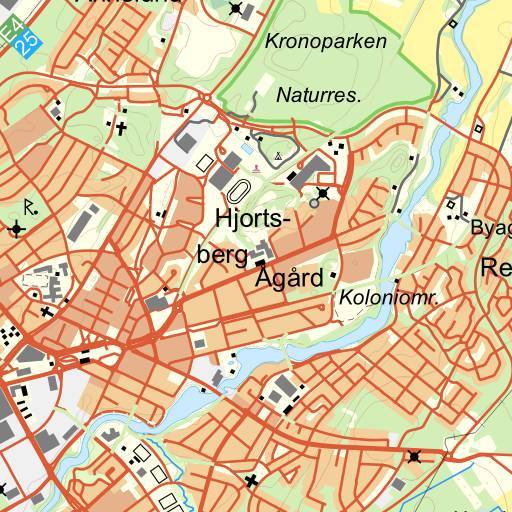 E4
25
Kronoparken
Naturres.
R.
Hjorts-
berg
Ågård
Koloniomr.
Byag
Re